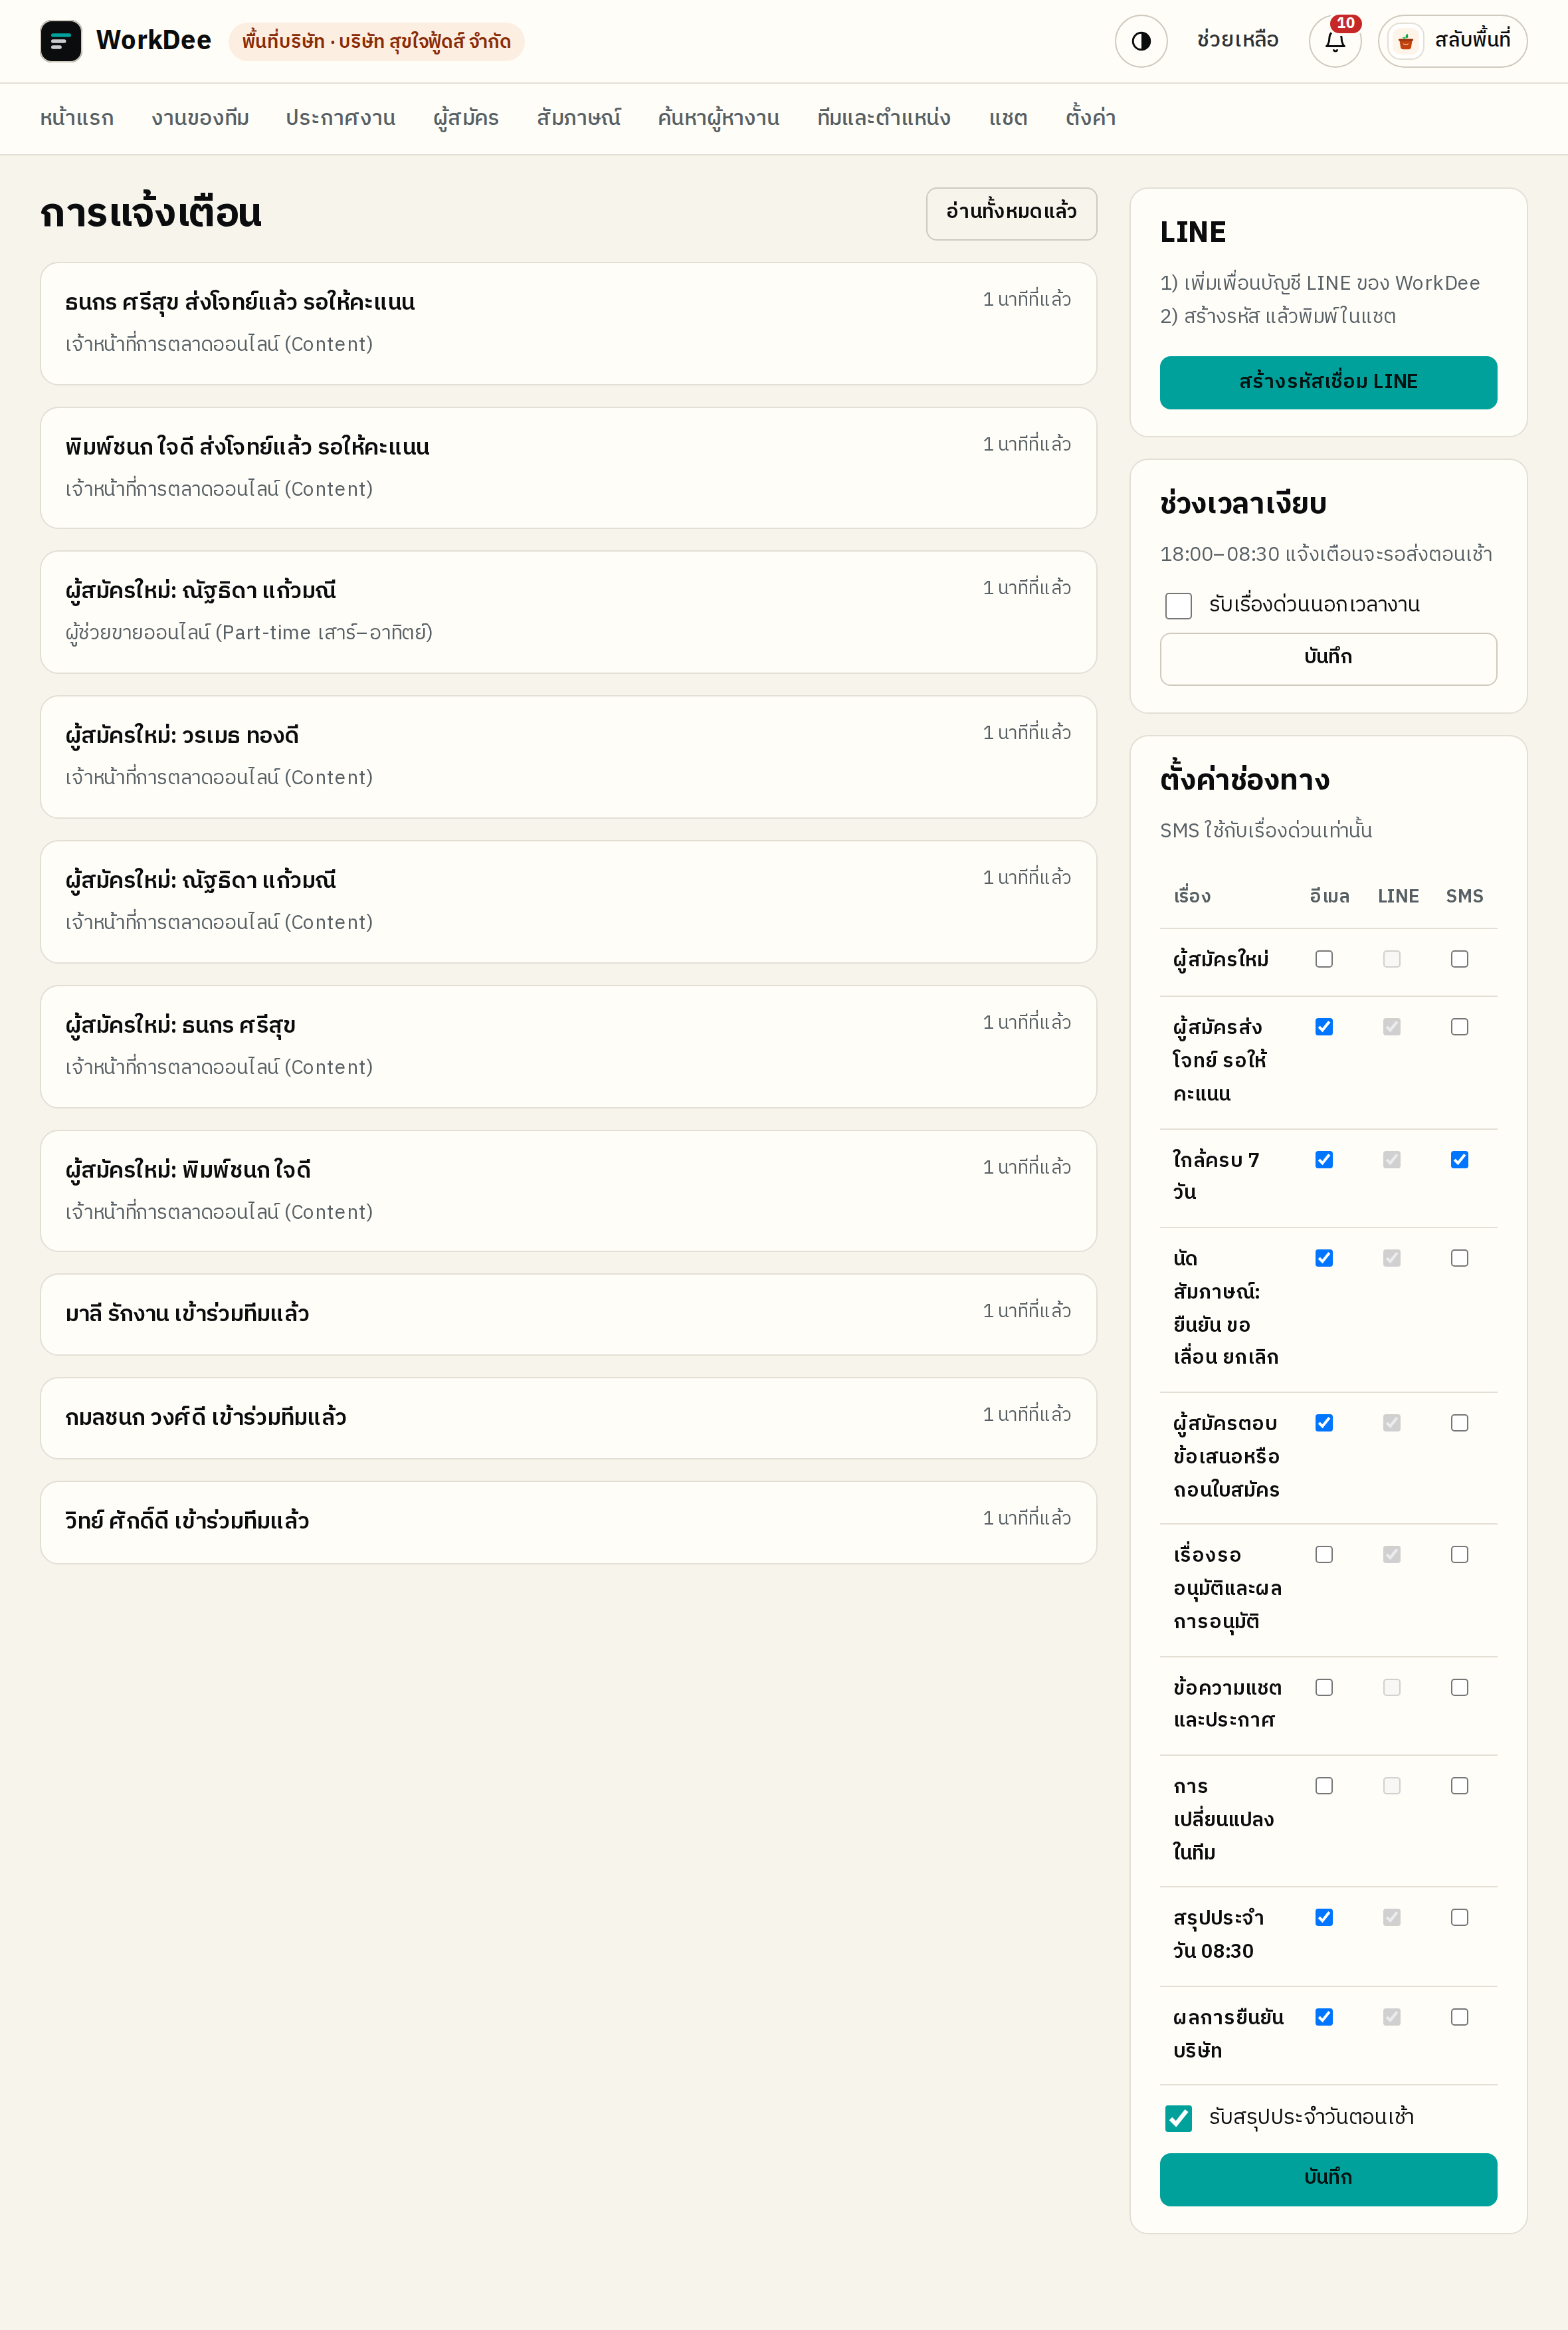 WorkDee
พื้นที่บริษัท · บริษัท สุขใจฟู้ดส์ จำกัด
ช่วยเหลือ
10
สลับพื้นที่
หน้าแรก
งานของทีม
ประกาศงาน
ผู้สมัคร
สัมภาษณ์
ค้นหาผู้หางาน
ทีมและตำแหน่ง
แชต
ตั้งค่า
การแจ้งเตือน
อ่านทั้งหมดแล้ว
ธนกร ศรีสุข ส่งโจทย์แล้ว รอให้คะแนน
1 นาทีที่แล้ว
เจ้าหน้าที่การตลาดออนไลน์ (Content)
พิมพ์ชนก ใจดี ส่งโจทย์แล้ว รอให้คะแนน
1 นาทีที่แล้ว
เจ้าหน้าที่การตลาดออนไลน์ (Content)
ผู้สมัครใหม่: ณัฐธิดา แก้วมณี
1 นาทีที่แล้ว
ผู้ช่วยขายออนไลน์ (Part-time เสาร์–อาทิตย์)
ผู้สมัครใหม่: วรเมธ ทองดี
1 นาทีที่แล้ว
เจ้าหน้าที่การตลาดออนไลน์ (Content)
ผู้สมัครใหม่: ณัฐธิดา แก้วมณี
1 นาทีที่แล้ว
เจ้าหน้าที่การตลาดออนไลน์ (Content)
ผู้สมัครใหม่: ธนกร ศรีสุข
1 นาทีที่แล้ว
เจ้าหน้าที่การตลาดออนไลน์ (Content)
ผู้สมัครใหม่: พิมพ์ชนก ใจดี
1 นาทีที่แล้ว
เจ้าหน้าที่การตลาดออนไลน์ (Content)
มาลี รักงาน เข้าร่วมทีมแล้ว
1 นาทีที่แล้ว
กมลชนก วงศ์ดี เข้าร่วมทีมแล้ว
1 นาทีที่แล้ว
วิทย์ ศักดิ์ดี เข้าร่วมทีมแล้ว
1 นาทีที่แล้ว
LINE
1) เพิ่มเพื่อนบัญชี LINE ของ WorkDee
2) สร้างรหัส แล้วพิมพ์ในแชต
สร้างรหัสเชื่อม LINE
ช่วงเวลาเงียบ
18:00–08:30 แจ้งเตือนจะรอส่งตอนเช้า
รับเรื่องด่วนนอกเวลางาน
บันทึก
ตั้งค่าช่องทาง
SMS ใช้กับเรื่องด่วนเท่านั้น
เรื่อง อีเมล LINE SMS
ผู้สมัครใหม่
ผู้สมัครส่ง
โจทย์ รอให้
คะแนน
ใกล้ครบ 7
วัน
นัด
สัมภาษณ์:
ยืนยัน ขอ
เลื่อน ยกเลิก
ผู้สมัครตอบ
ข้อเสนอหรือ
ถอนใบสมัคร
เรื่องรอ
อนุมัติและผล
การอนุมัติ
ข้อความแชต
และประกาศ
การ
เปลี่ยนแปลง
ในทีม
สรุปประจำ
วัน 08:30
ผลการยืนยัน
บริษัท
รับสรุปประจำวันตอนเช้า
บันทึก